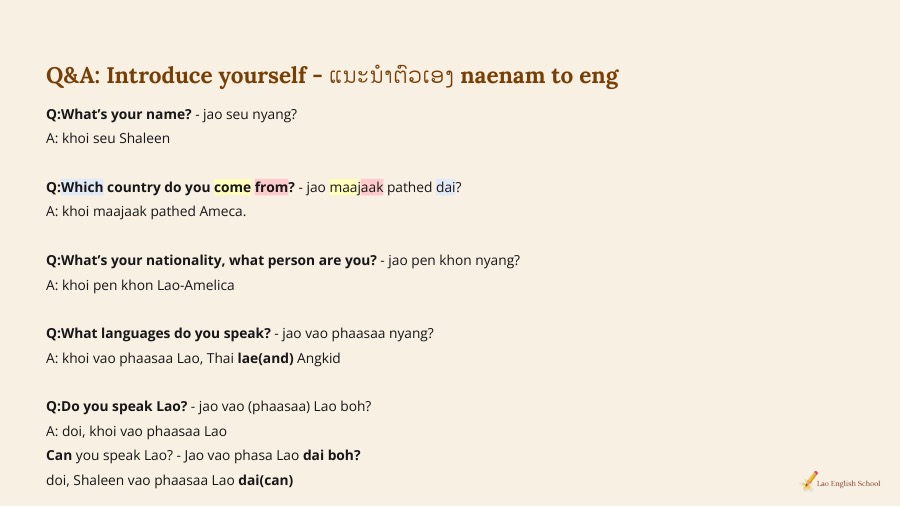 Q&A: Introduce yourself - ແນະນຳຕົວເອງ naenam to eng
Q:What’s your name? - jao seu nyang?
A: khoi seu Shaleen
Q:Which country do you come from? - jao maajaak pathed dai?
A: khoi maajaak pathed Ameca.
Q:What’s your nationality, what person are you? - jao pen khon nyang?
A: khoi pen khon Lao-Amelica
Q:What languages do you speak? - jao vao phaasaa nyang?
A: khoi vao phaasaa Lao, Thai lae(and) Angkid
Q:Do you speak Lao? - jao vao (phaasaa) Lao boh?
A: doi, khoi vao phaasaa Lao
Can you speak Lao? - Jao vao phasa Lao dai boh?
doi, Shaleen vao phaasaa Lao dai(can)
Lao English School